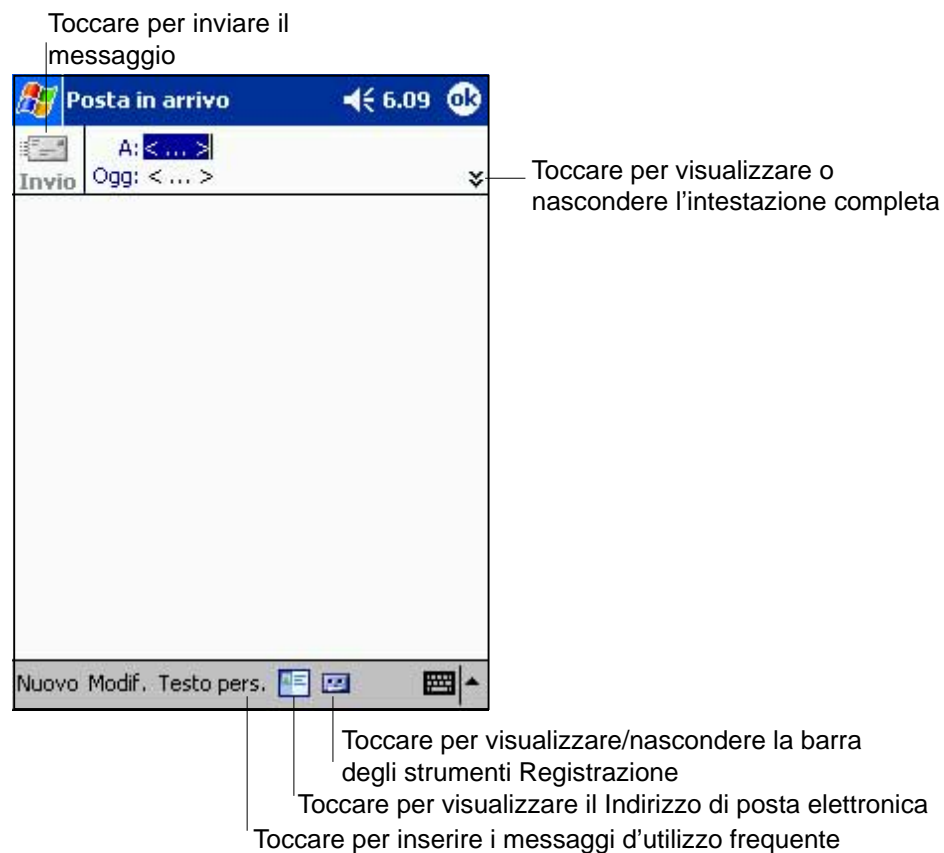 Toccare per inviare il
messaggio
Posta in arrivo 6.09 ok
A: < ... >
Invio Ogg: < ... >
Toccare per visualizzare o
nascondere l'intestazione completa
Nuovo Modif. Testo pers.
Toccare per visualizzare/nascondere la barra
degli strumenti Registrazione
Toccare per visualizzare il Indirizzo di posta elettronica
Toccare per inserire i messaggi d'utilizzo frequente